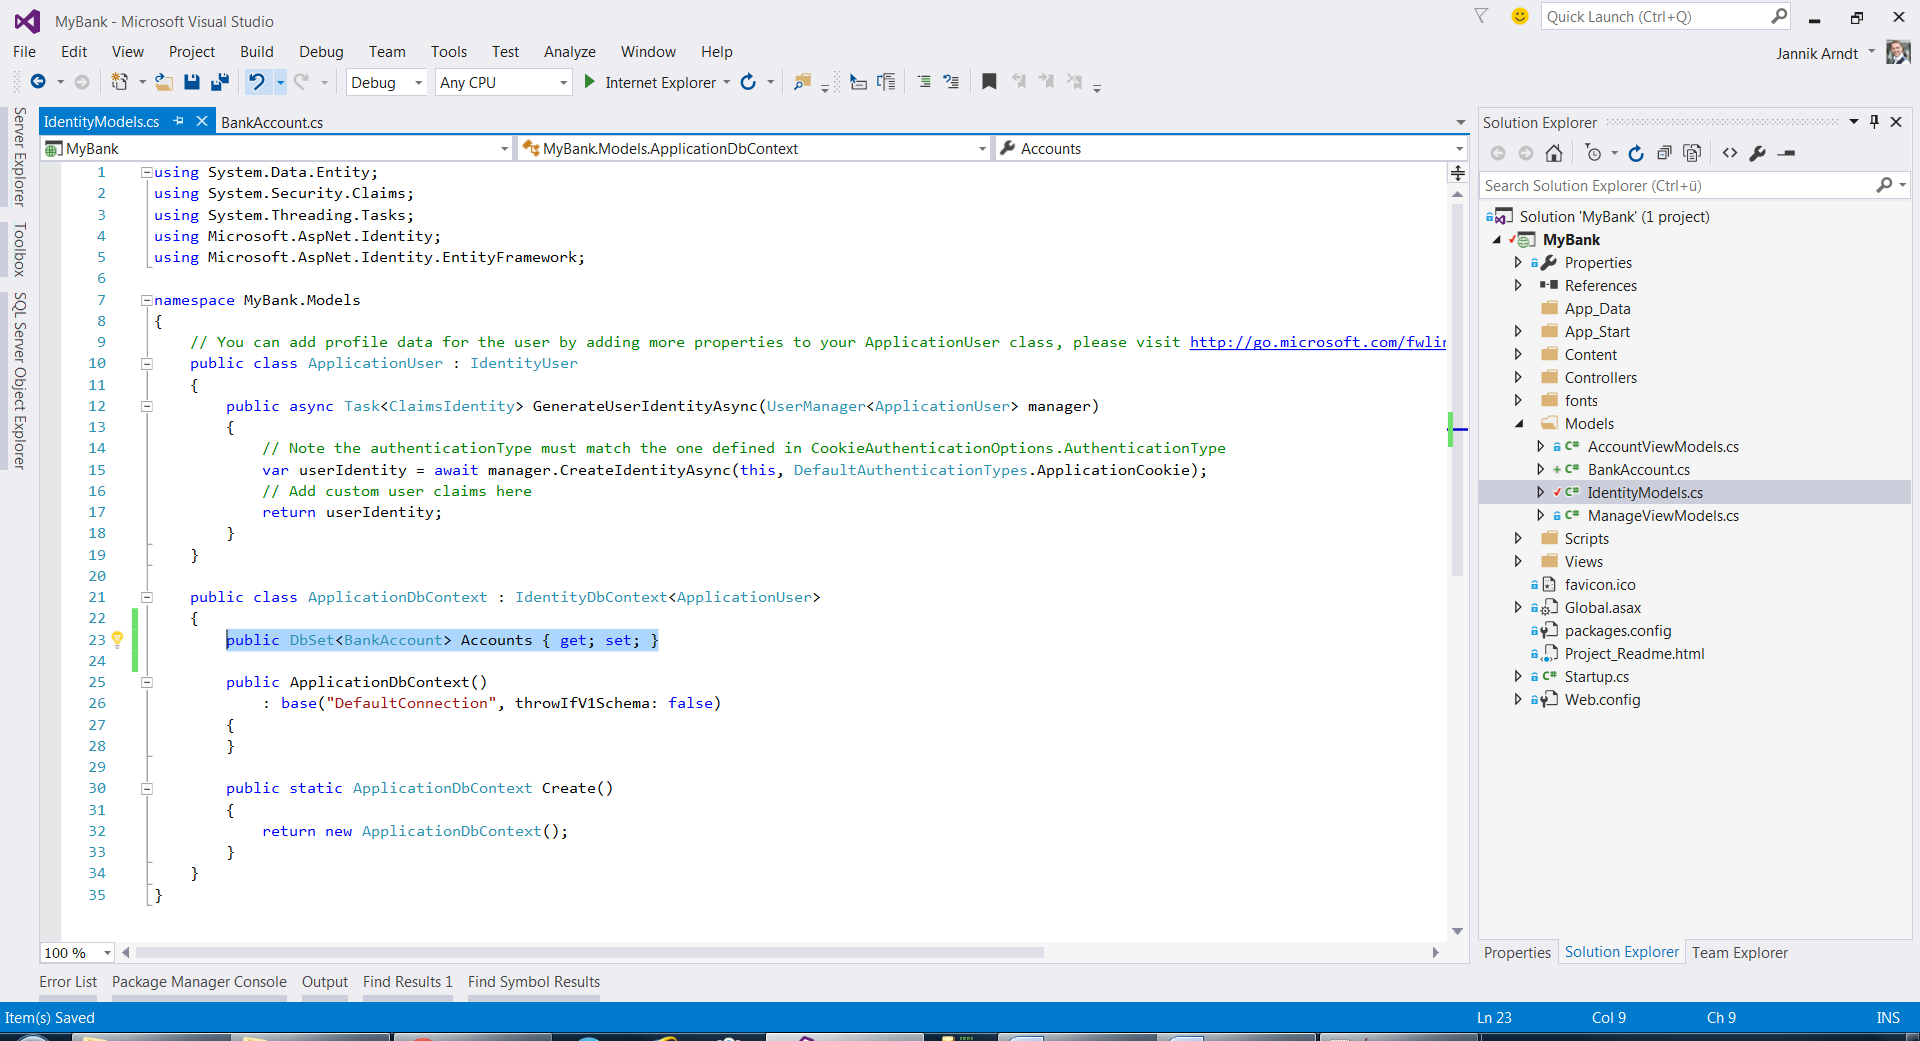 MyBank - Microsoft Visual Studio
Quick Launch (Ctrl+Q)
File Edit View Project Build Debug Team Tools Test Analyze Window Help
Jannik Arndt
Debug Any CPU Internet Explorer
Server Explorer
Toolbox
SQL Server Object Explorer
IdentityModels.cs BankAccount.cs
MyBank MyBank.Models.ApplicationDbContext Accounts
1 using System.Data.Entity;
2 using System.Security.Claims;
3 using System.Threading.Tasks;
4 using Microsoft.AspNet.Identity;
5 using Microsoft.AspNet.Identity.EntityFramework;
6
7 namespace MyBank.Models
8 {
9 // You can add profile data for the user by adding more properties to your ApplicationUser class, please visit http://go.microsoft.com/fwlin
10 public class ApplicationUser : IdentityUser
11 {
12 public async Task<ClaimsIdentity> GenerateUserIdentityAsync(UserManager<ApplicationUser> manager)
13 {
14 // Note the authenticationType must match the one defined in CookieAuthenticationOptions.AuthenticationType
15 var userIdentity = await manager.CreateIdentityAsync(this, DefaultAuthenticationTypes.ApplicationCookie);
16 // Add custom user claims here
17 return userIdentity;
18 }
19 }
20
21 public class ApplicationDbContext : IdentityDbContext<ApplicationUser>
22 {
23 public DbSet<BankAccount> Accounts { get; set; }
24
25 public ApplicationDbContext()
26 : base("DefaultConnection", throwIfV1Schema: false)
27 {
28 }
29
30 public static ApplicationDbContext Create()
31 {
32 return new ApplicationDbContext();
33 }
34 }
35 }
100 %
Solution Explorer
Search Solution Explorer (Ctrl+ü)
Solution 'MyBank' (1 project)
MyBank
Properties
References
App_Data
App_Start
Content
Controllers
fonts
Models
C# AccountViewModels.cs
C# BankAccount.cs
C# IdentityModels.cs
C# ManageViewModels.cs
Scripts
Views
favicon.ico
Global.asax
packages.config
Project_Readme.html
C# Startup.cs
Web.config
Properties Solution Explorer Team Explorer
Error List Package Manager Console Output Find Results 1 Find Symbol Results
Item(s) Saved Ln 23 Col 9 Ch 9 INS